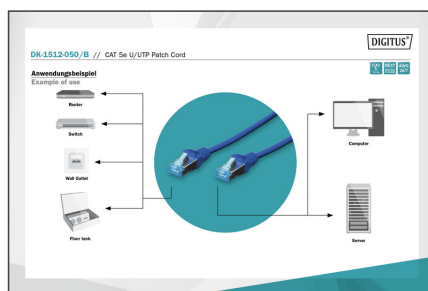 DIGITUS®
DK-1512-050/B // CAT 5e U/UTP Patch Cord
Anwendungsbeispiel
Example of use
Router
Switch
Wall Outlet
Floor tank
Computer
Server